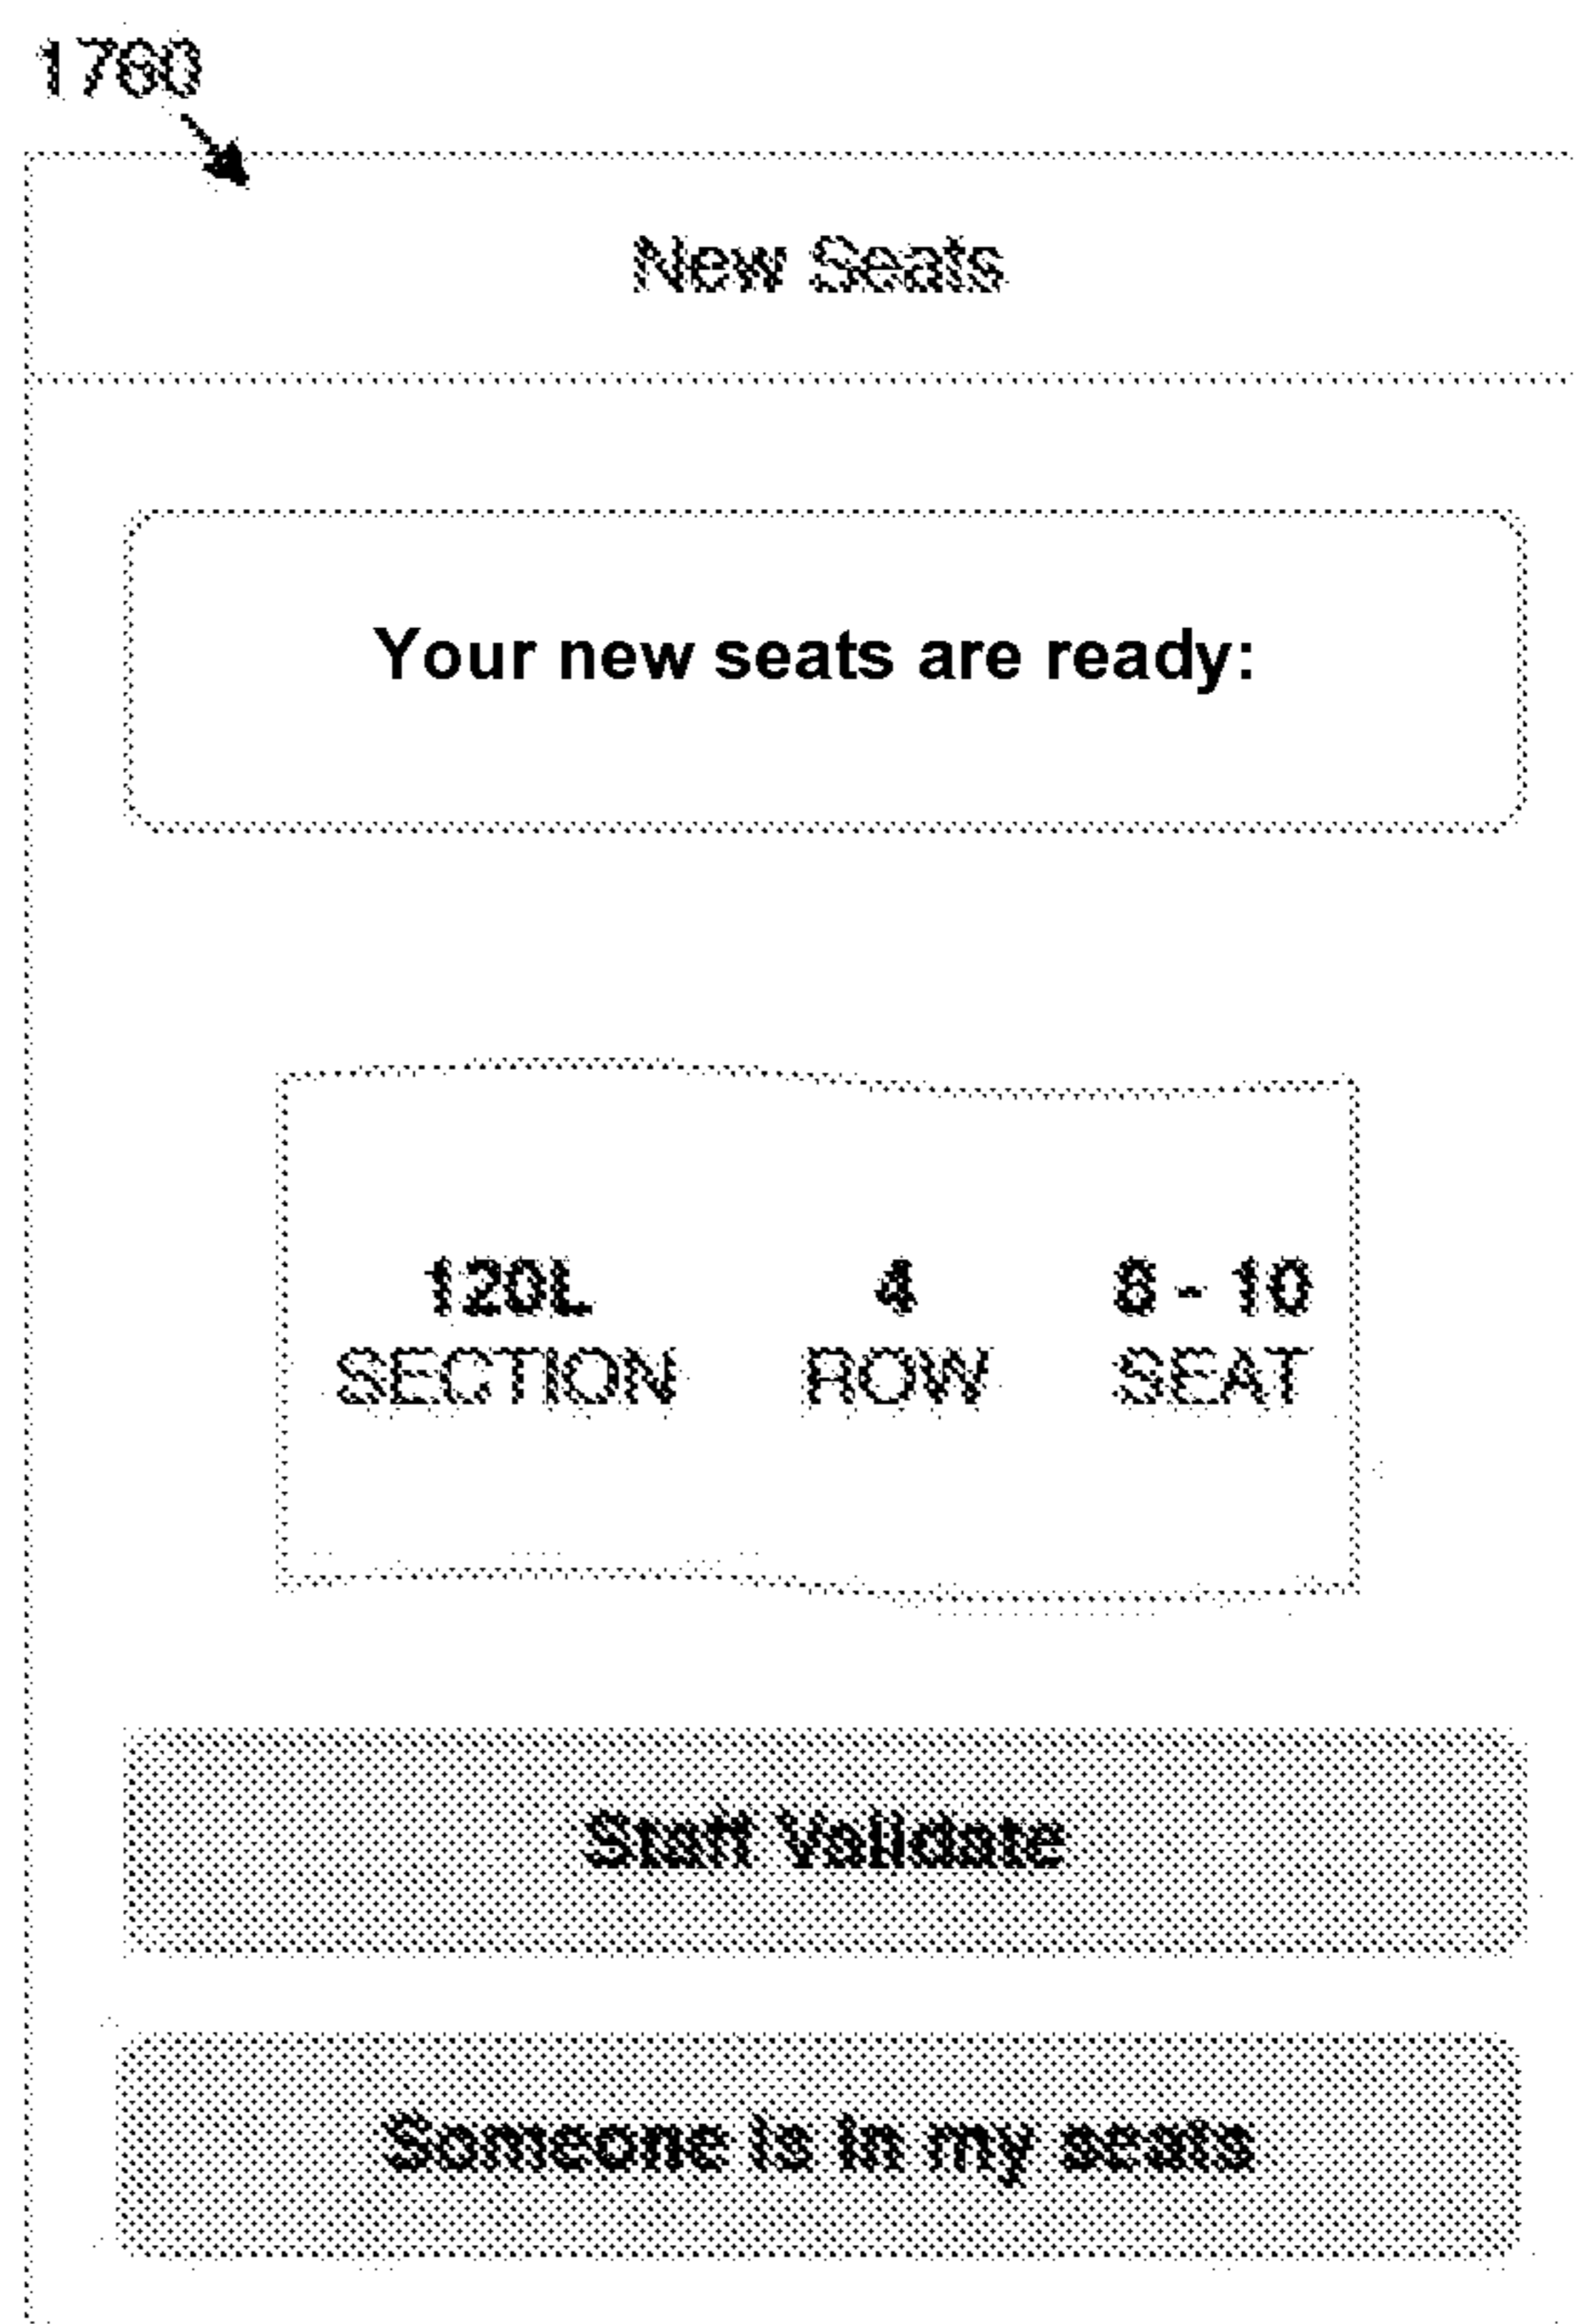 1760
New Seats
Your new seats are ready:
120L 4 8 - 10
SECTION ROW SEAT
Staff Validate
Someone is in my seats